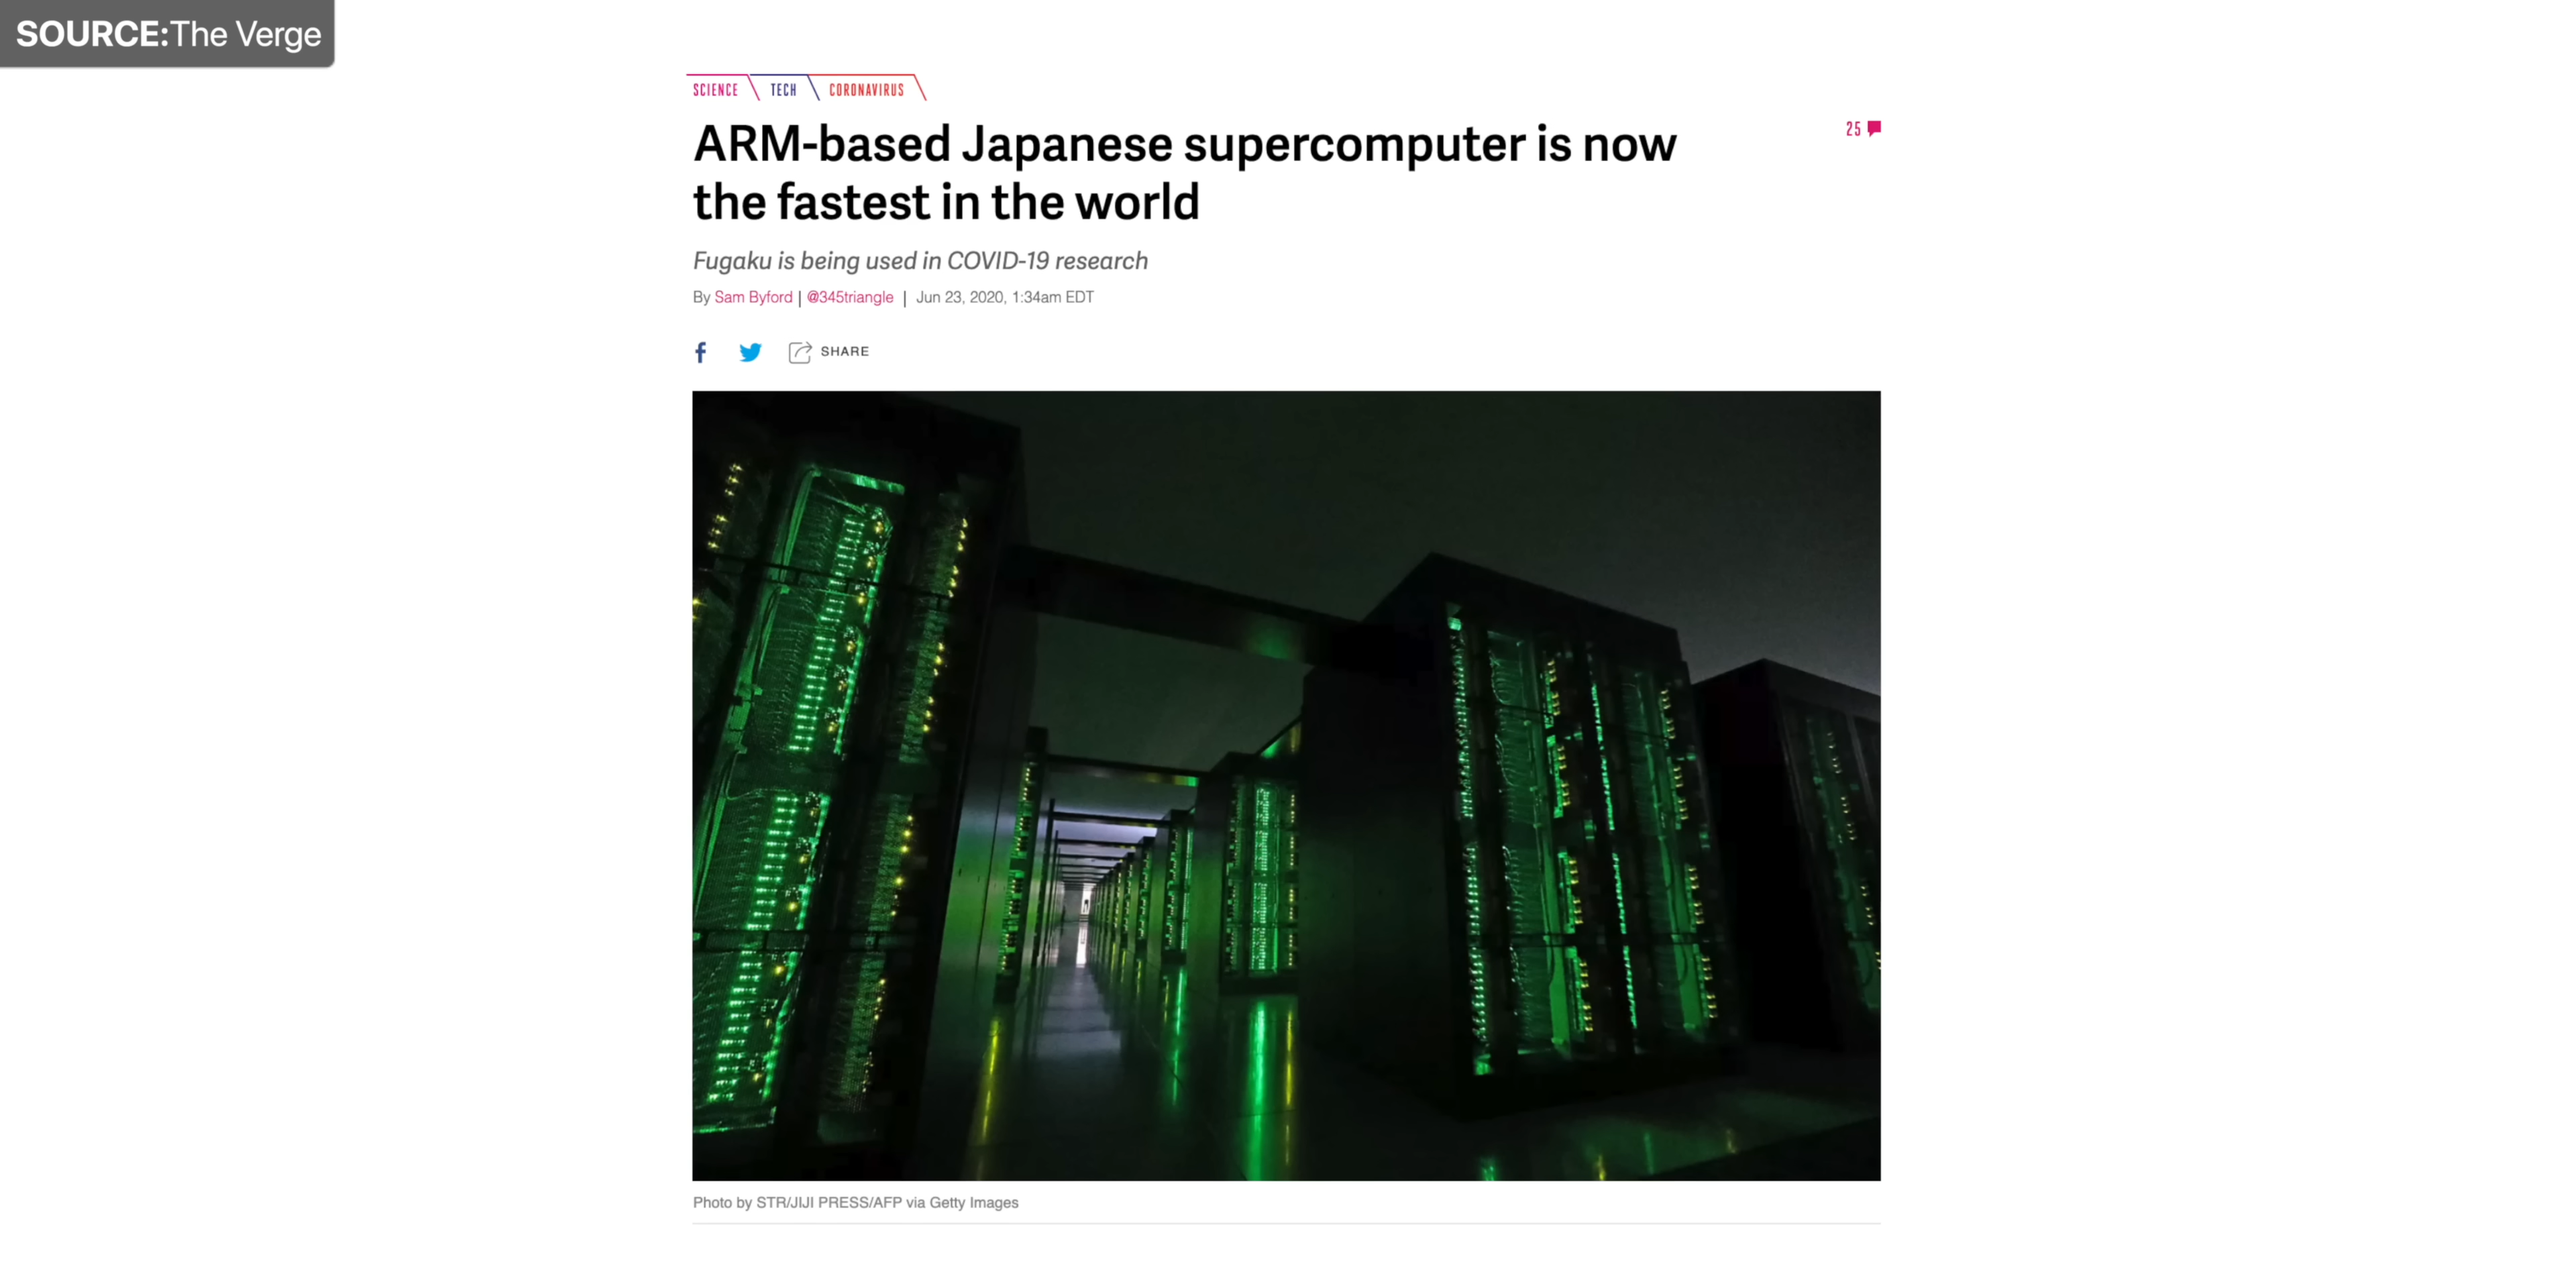 SOURCE:The Verge
SCIENCE TECH CORONAVIRUS
ARM-based Japanese supercomputer is now
the fastest in the world
25
Fugaku is being used in COVID-19 research
By Sam Byford | @345triangle | Jun 23, 2020, 1:34am EDT
SHARE
Photo by STR/JIJI PRESS/AFP via Getty Images